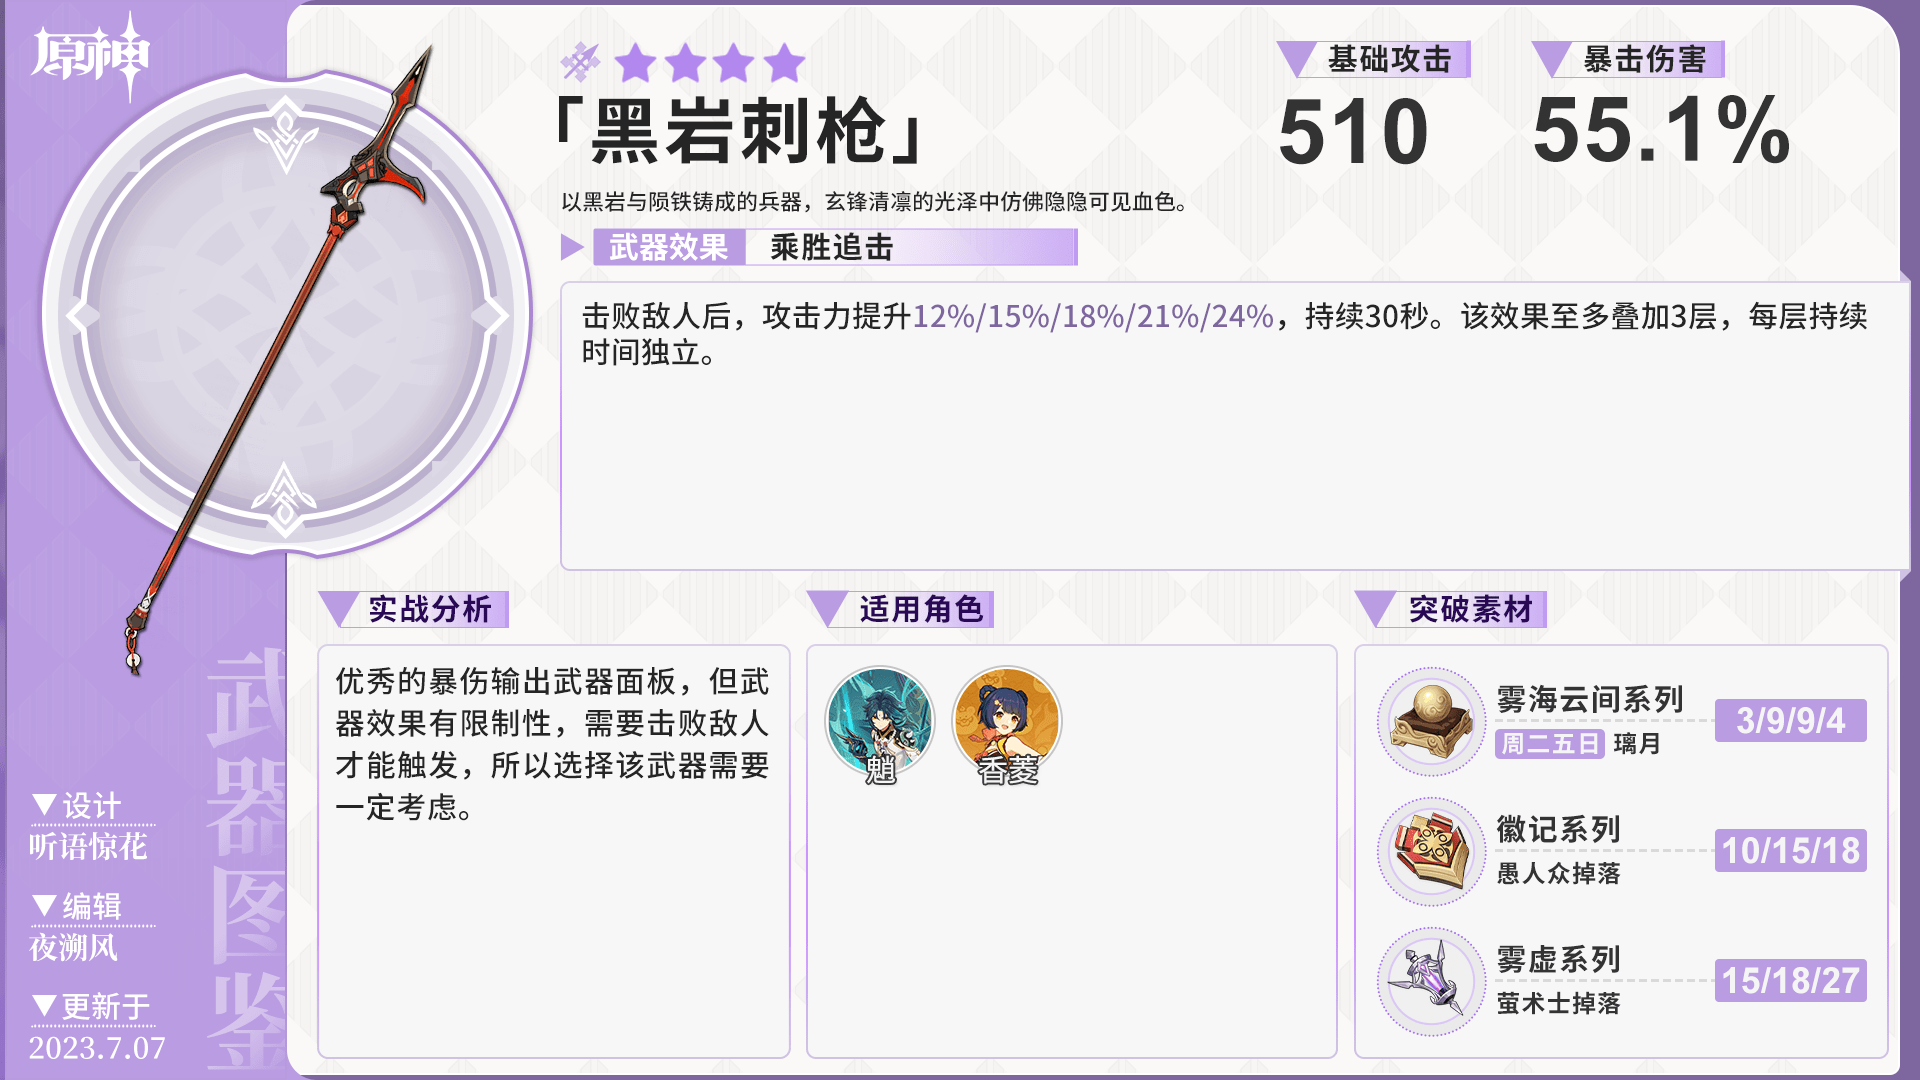 原神
「黑岩刺枪」
基础攻击
510
暴击伤害
55.1%
以黑岩与陨铁铸成的兵器，玄锋清凛的光泽中仿佛隐隐可见血色。
武器效果 乘胜追击
击败敌人后，攻击力提升12%/15%/18%/21%/24%，持续30秒。该效果至多叠加3层，每层持续
时间独立。
实战分析
优秀的暴伤输出武器面板，但武
器效果有限制性，需要击败敌人
才能触发，所以选择该武器需要
一定考虑。
适用角色
魈
香菱
突破素材
雾海云间系列
周二五日 璃月
3/9/9/4
徽记系列
愚人众掉落
10/15/18
雾虚系列
萤术士掉落
15/18/27
武器图鉴
▼设计
听语惊花
▼编辑
夜溯风
▼更新于
2023.7.07